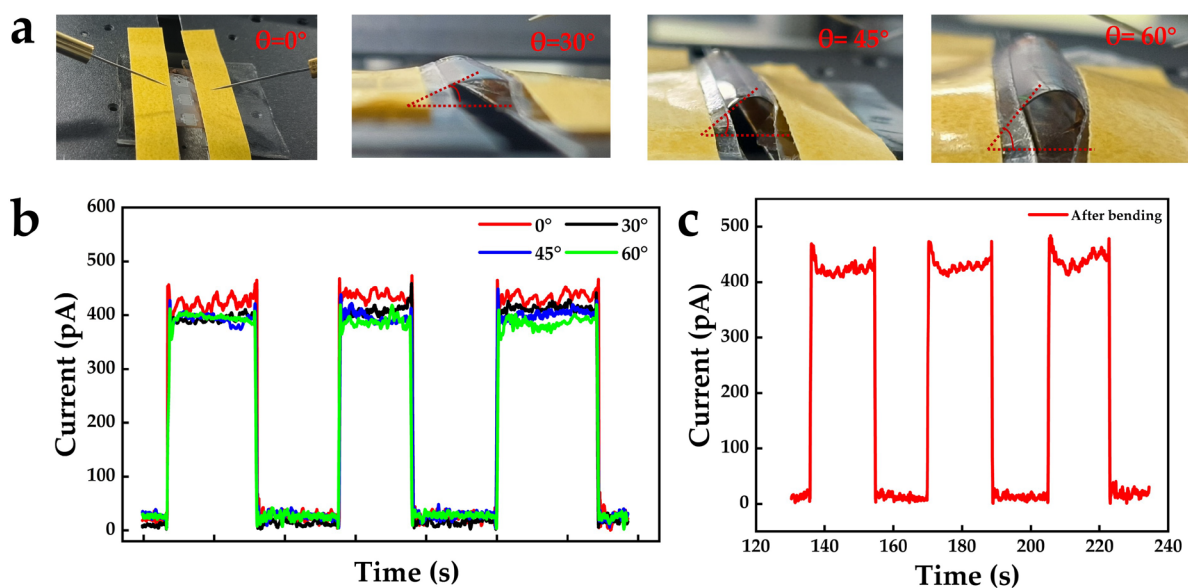 a
θ=0°
θ=30°
θ= 45°
θ= 60°
b
600
500
400
300
200
100
0
Current (pA)
0°
30°
45°
60°
Time (s)
c
500
400
300
200
100
0
Current (pA)
After bending
120
140
160
180
200
220
240
Time (s)